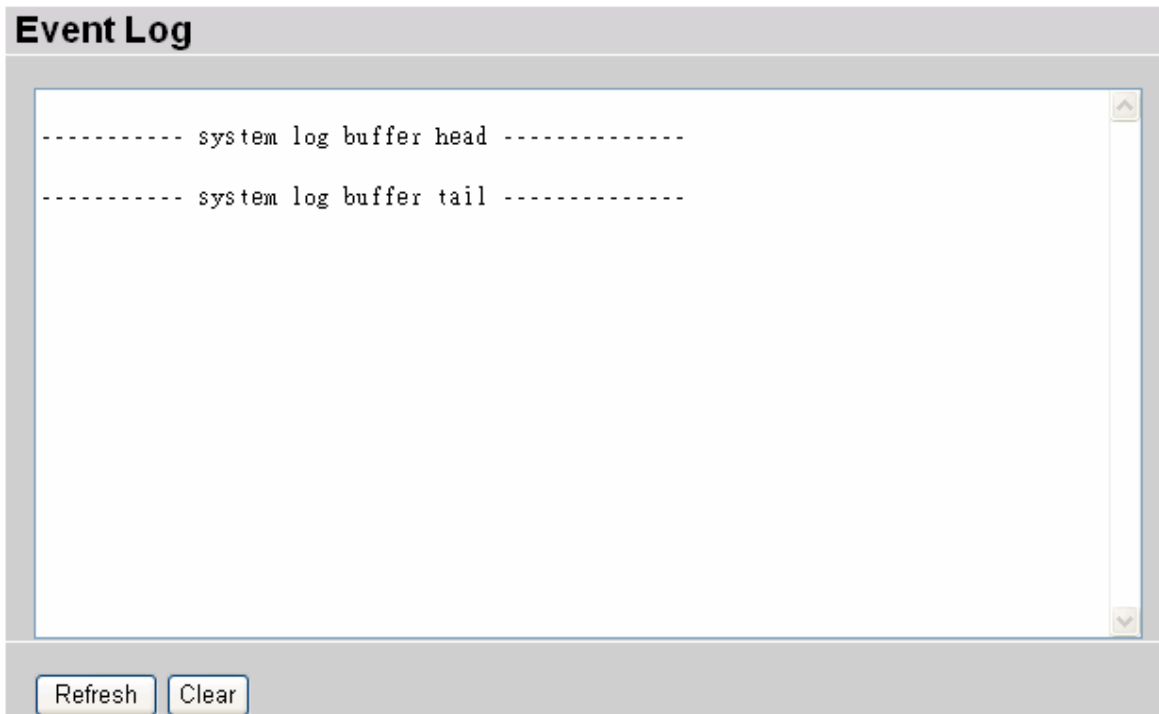 Event Log
----------- system log buffer head --------------
----------- system log buffer tail --------------
Refresh Clear